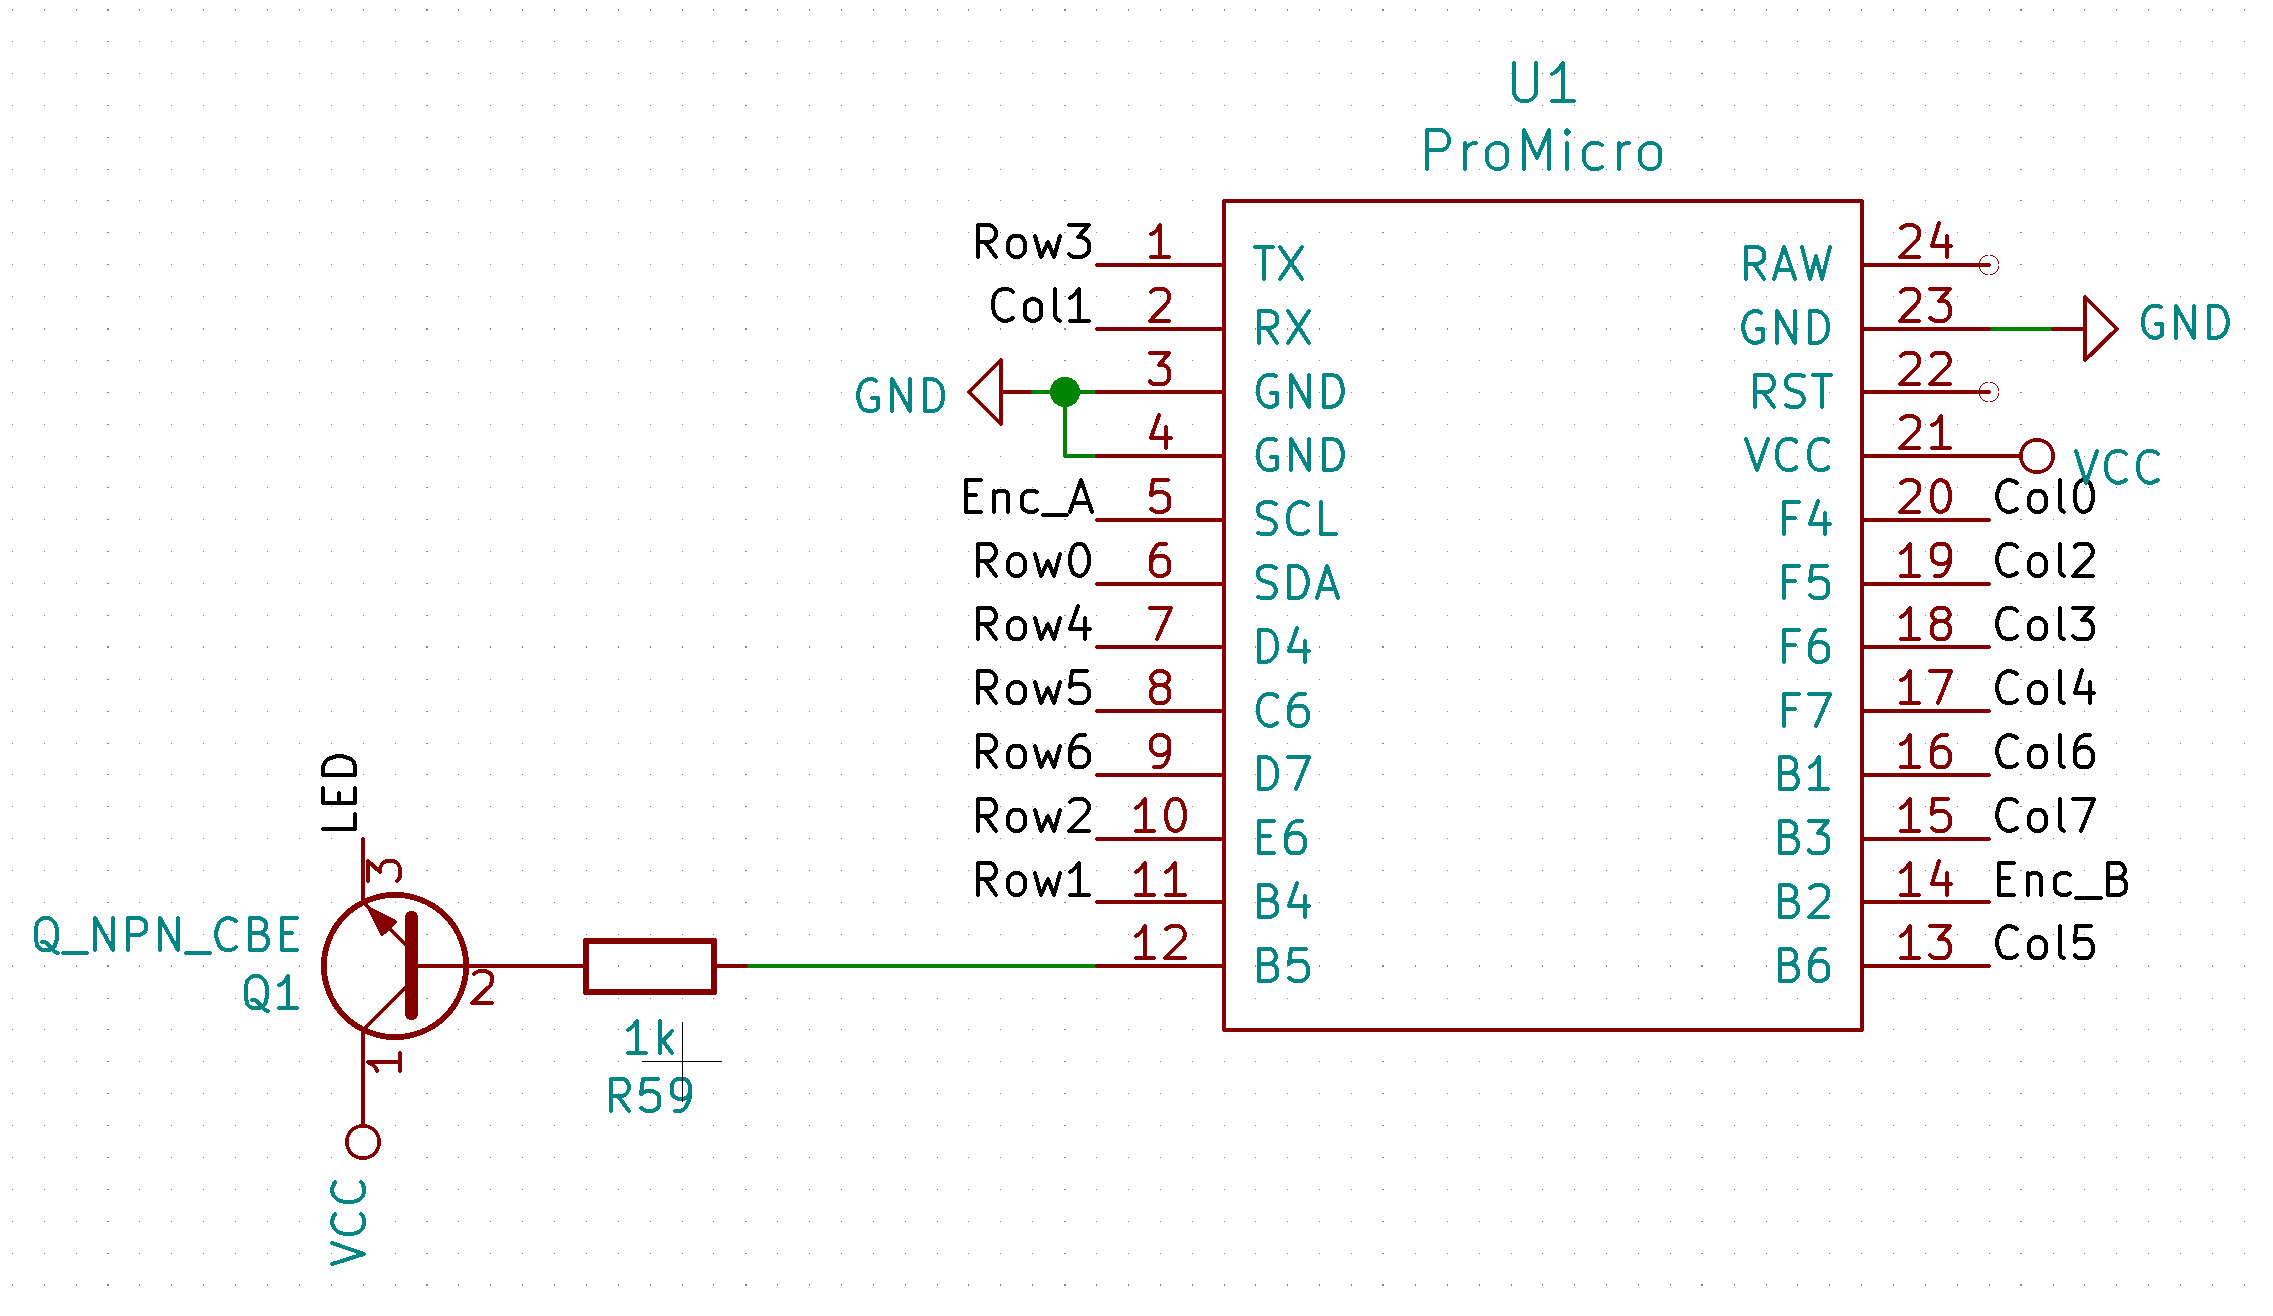 U1
ProMicro
Row3 1 TX RAW 24
Col1 2 RX GND 23 GND
GND 3 GND RST 22
4 GND VCC 21 VCC
Enc_A 5 SCL F4 20 Col0
Row0 6 SDA F5 19 Col2
Row4 7 D4 F6 18 Col3
Row5 8 C6 F7 17 Col4
Row6 9 D7 B1 16 Col6
Row2 10 E6 B3 15 Col7
Row1 11 B4 B2 14 Enc_B
12 B5 B6 13 Col5
LED
3
Q_NPN_CBE
Q1
2
1
VCC
1k
R59